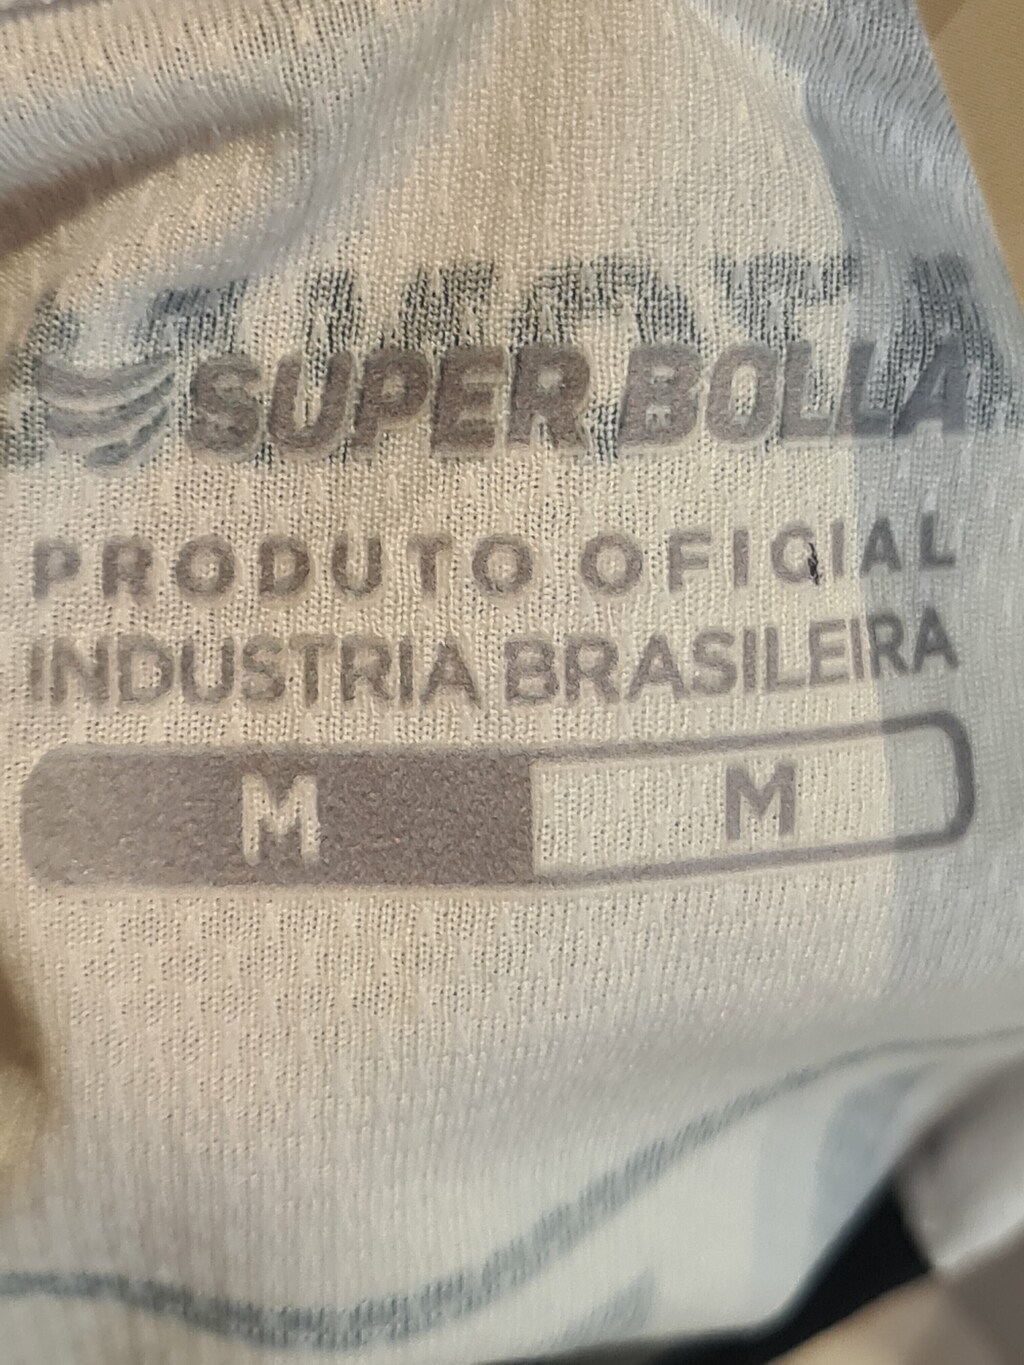 SUPER BOLLA
PRODUTO OFICIAL
INDUSTRIA BRASILEIRA
M M